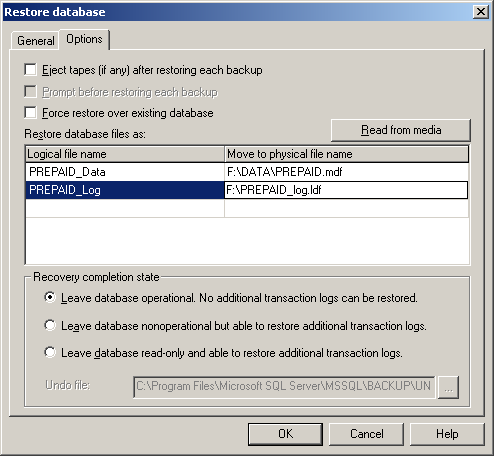 Restore database
General Options
Eject tapes (if any) after restoring each backup
Prompt before restoring each backup
Force restore over existing database
Restore database files as:
Read from media
Logical file name Move to physical file name
PREPAID_Data F:\DATA\PREPAID.mdf
PREPAID_Log F:\PREPAID_log.ldf
Recovery completion state
Leave database operational. No additional transaction logs can be restored.
Leave database nonoperational but able to restore additional transaction logs.
Leave database read-only and able to restore additional transaction logs.
Undo file: C:\Program Files\Microsoft SQL Server\MSSQL\BACKUP\UN ...
OK Cancel Help